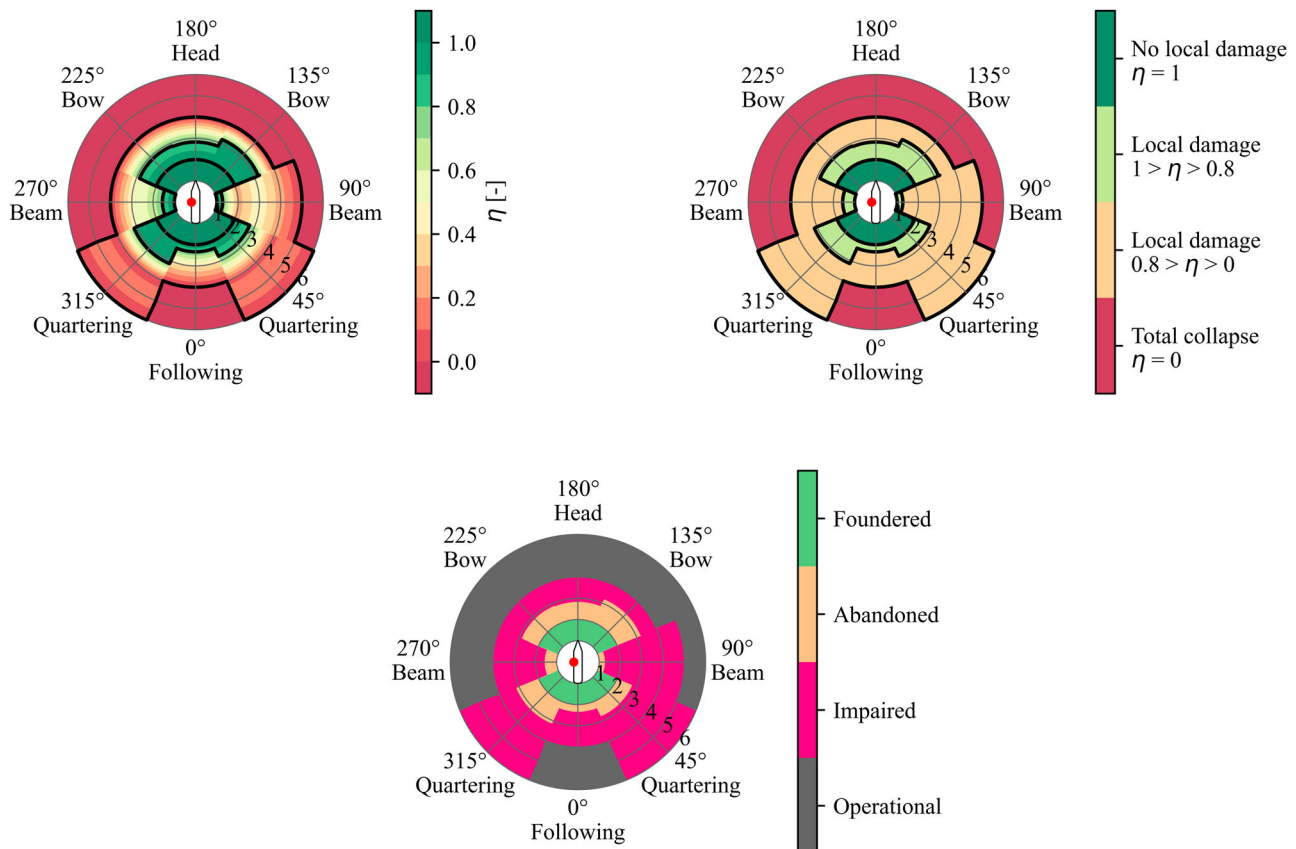 180°
Head
225°
Bow
135°
Bow
270°
Beam
90°
Beam
1
2
3
4
5
6
315°
Quartering
45°
Quartering
0°
Following
1.0
0.8
0.6
0.4
0.2
0.0
η [-]
180°
Head
225°
Bow
135°
Bow
270°
Beam
90°
Beam
1
2
3
4
5
6
315°
Quartering
45°
Quartering
0°
Following
No local damage
η = 1
Local damage
1 > η > 0.8
Local damage
0.8 > η > 0
Total collapse
η = 0
180°
Head
225°
Bow
135°
Bow
270°
Beam
90°
Beam
1
2
3
4
5
6
315°
Quartering
45°
Quartering
0°
Following
Foundered
Abandoned
Impaired
Operational